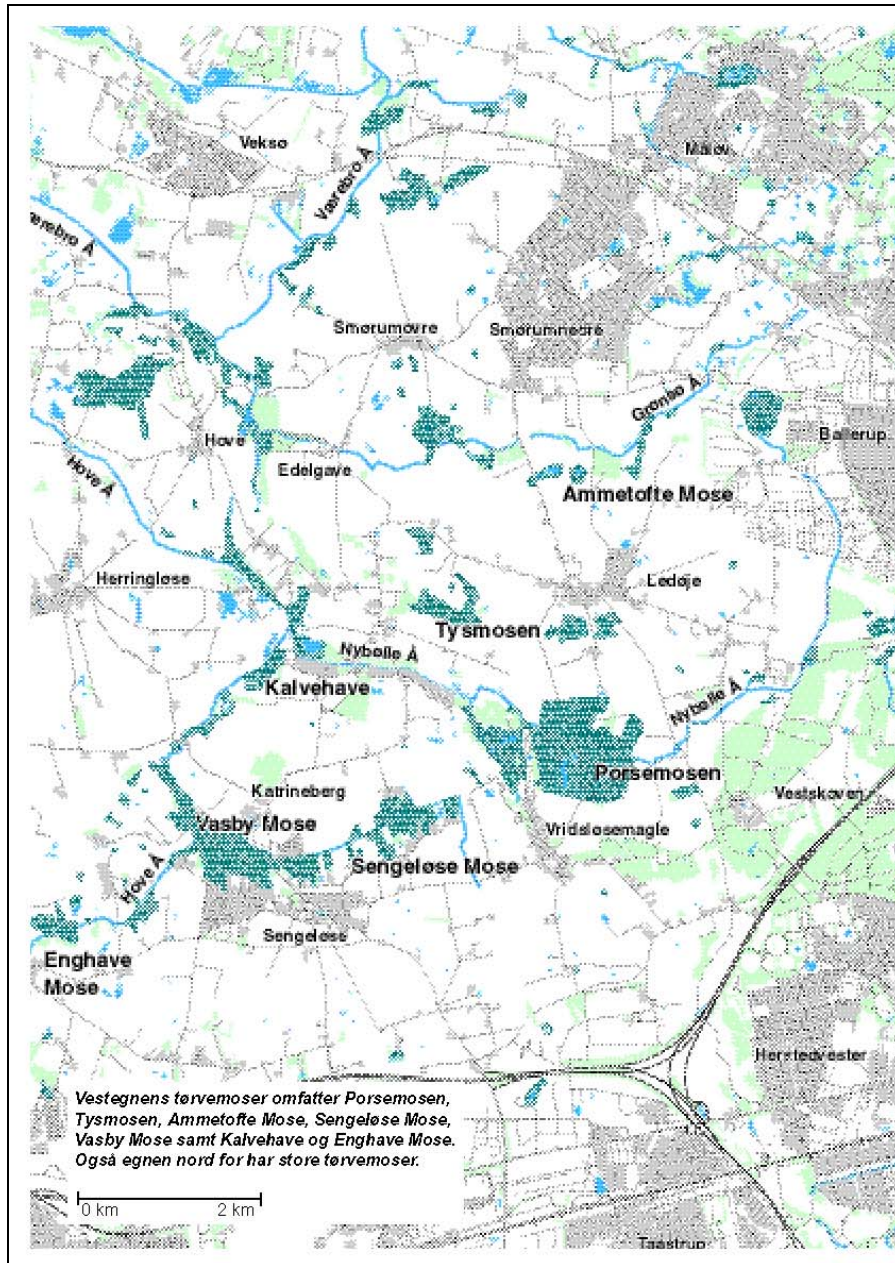 Veksø
Måløv
Værebro Å
ærebro Å
Smørumovre
Smørumnedre
Grønsø Å
Hove
Ballerup
Edelgave
Hove Å
Ammetofte Mose
Herringløse
Ledøje
Tysmosen
Nybølle Å
Kalvehave
Nybølle Å
Porsemosen
Katrineberg
Vestskoven
Vasby Mose
Vridsløsemagle
Sengeløse Mose
Hove Å
Sengeløse
Enghave
Mose
Herstedvester
Vestegnens tørvemoser omfatter Porsemosen,
Tysmosen, Ammetofte Mose, Sengeløse Mose,
Vasby Mose samt Kalvehave og Enghave Mose.
Også egnen nord for har store tørvemoser.
0 km 2 km
Taastrup